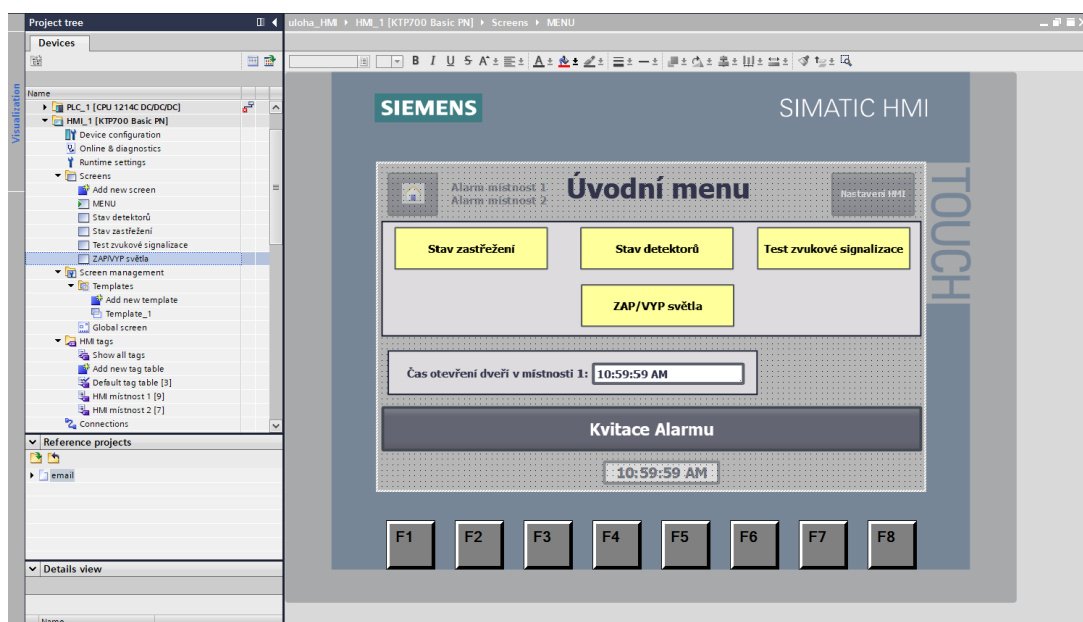 Project tree
uloha_HMI ▸ HMI_1 [KTP700 Basic PN] ▸ Screens ▸ MENU
Devices
B I U S A
Visualization
Name
PLC_1 [CPU 1214C DC/DC/DC]
HMI_1 [KTP700 Basic PN]
Device configuration
Online & diagnostics
Runtime settings
Screens
Add new screen
MENU
Stav detektorů
Stav zastřežení
Test zvukové signalizace
ZAP/VYP světla
Screen management
Templates
Add new template
Template_1
Global screen
HMI tags
Show all tags
Add new tag table
Default tag table [3]
HMI místnost 1 [9]
HMI místnost 2 [7]
Connections
Reference projects
email
Details view
Name
SIEMENS
SIMATIC HMI
TOUCH
Alarm místnost 1
Alarm místnost 2
Úvodní menu
Nastavení HMI
Stav zastřežení
Stav detektorů
Test zvukové signalizace
ZAP/VYP světla
Čas otevření dveří v místnosti 1: 10:59:59 AM
Kvitace Alarmu
10:59:59 AM
F1 F2 F3 F4 F5 F6 F7 F8